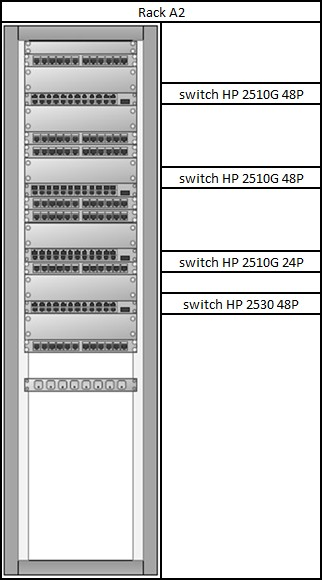 Rack A2
switch HP 2510G 48P
switch HP 2510G 48P
switch HP 2510G 24P
switch HP 2530 48P